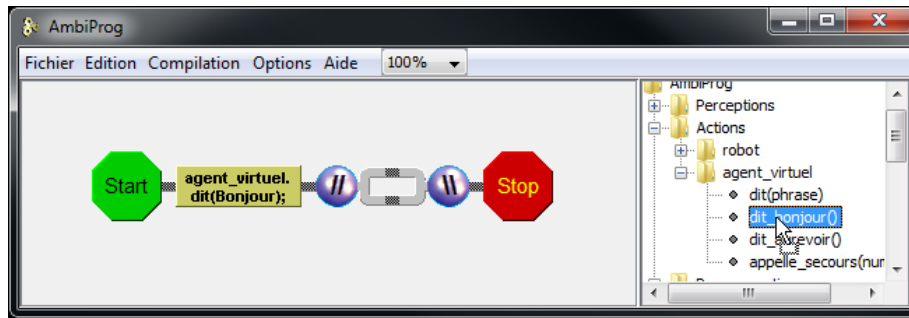 AmbiProg
Fichier Edition Compilation Options Aide 100%
AmbiProg
Perceptions
Actions
robot
agent_virtuel
dit(phrase)
dit_bonjour()
dit_aurevoir()
appelle_secours(nur
Start
agent_virtuel.
dit(Bonjour);
//
\\
Stop